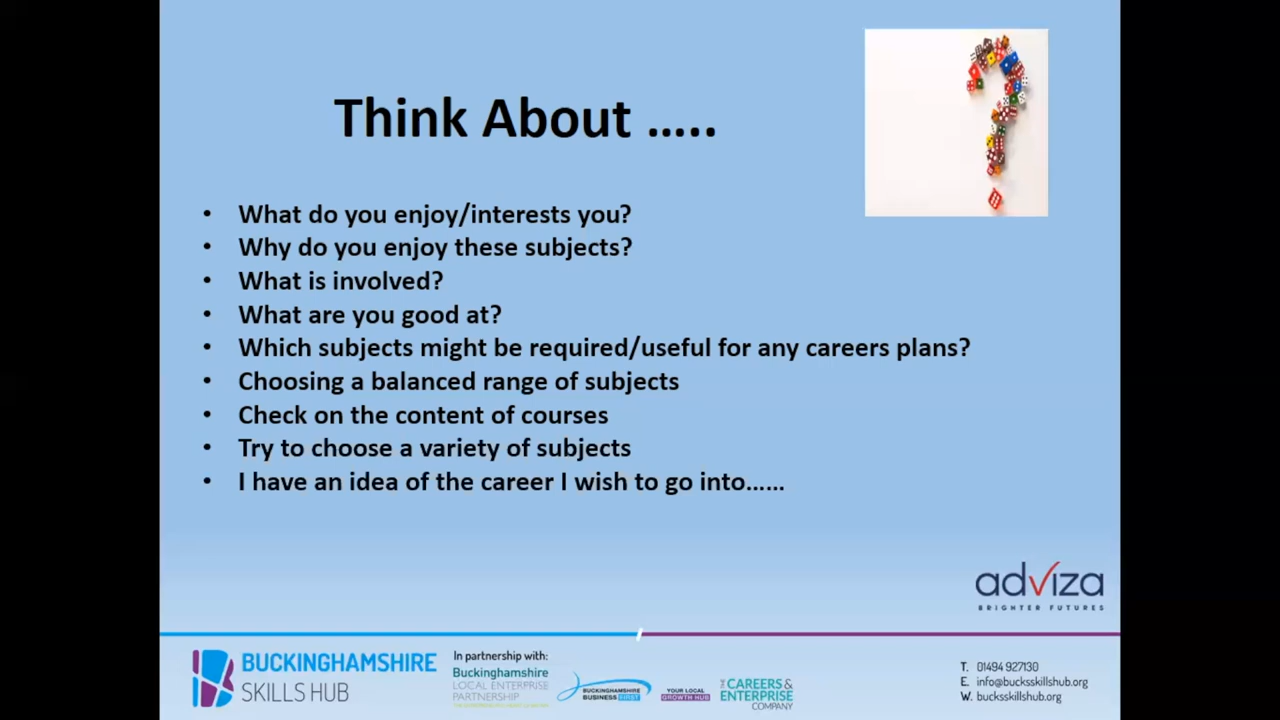 Think About .....
• What do you enjoy/interests you?
• Why do you enjoy these subjects?
• What is involved?
• What are you good at?
• Which subjects might be required/useful for any careers plans?
• Choosing a balanced range of subjects
• Check on the content of courses
• Try to choose a variety of subjects
• I have an idea of the career I wish to go into......
adviza
BRIGHTER FUTURES
BUCKINGHAMSHIRE
SKILLS HUB
In partnership with:
Buckinghamshire
LOCAL ENTERPRISE
PARTNERSHIP
BUCKINGHAMSHIRE
BUSINESS FIRST
YOUR LOCAL
GROWTH HUB
THE CAREERS &
ENTERPRISE
COMPANY
T. 01494 927130
E. info@bucksskillshub.org
W. bucksskillshub.org